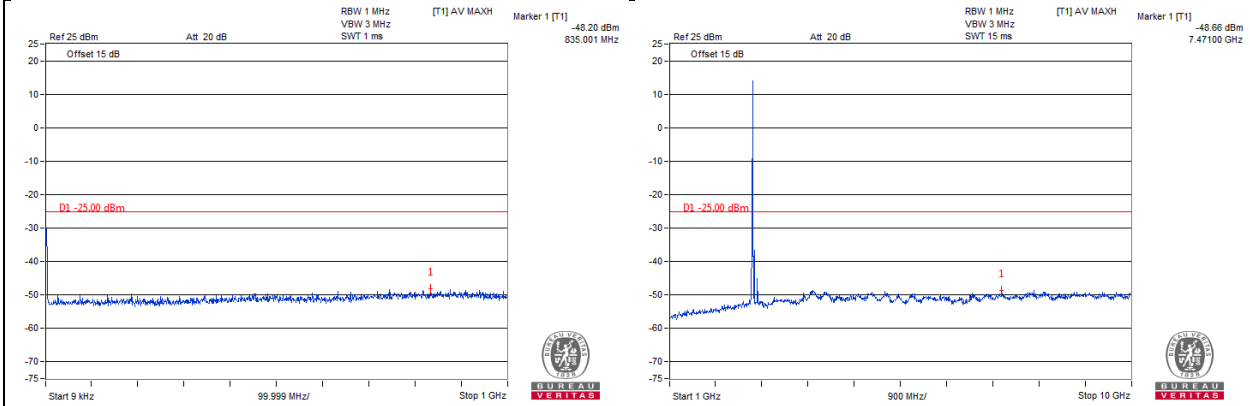 RBW 1 MHz [T1] AV MAXH Marker 1 [T1]
VBW 3 MHz -48.20 dBm
Ref 25 dBm Att 20 dB SWT 1 ms 835.001 MHz
25
Offset 15 dB
20
10
0
-10
-20
D1 -25.00 dBm
-30
-40
1
-50
-60
-70
-75
Start 9 kHz 99.999 MHz/ Stop 1 GHz
BUREAU VERITAS
1828
BUREAU
VERITAS
RBW 1 MHz [T1] AV MAXH Marker 1 [T1]
VBW 3 MHz -48.66 dBm
Ref 25 dBm Att 20 dB SWT 15 ms 7.47100 GHz
25
Offset 15 dB
20
10
0
-10
-20
D1 -25.00 dBm
-30
-40
1
-50
-60
-70
-75
Start 1 GHz 900 MHz/ Stop 10 GHz
BUREAU VERITAS
1828
BUREAU
VERITAS